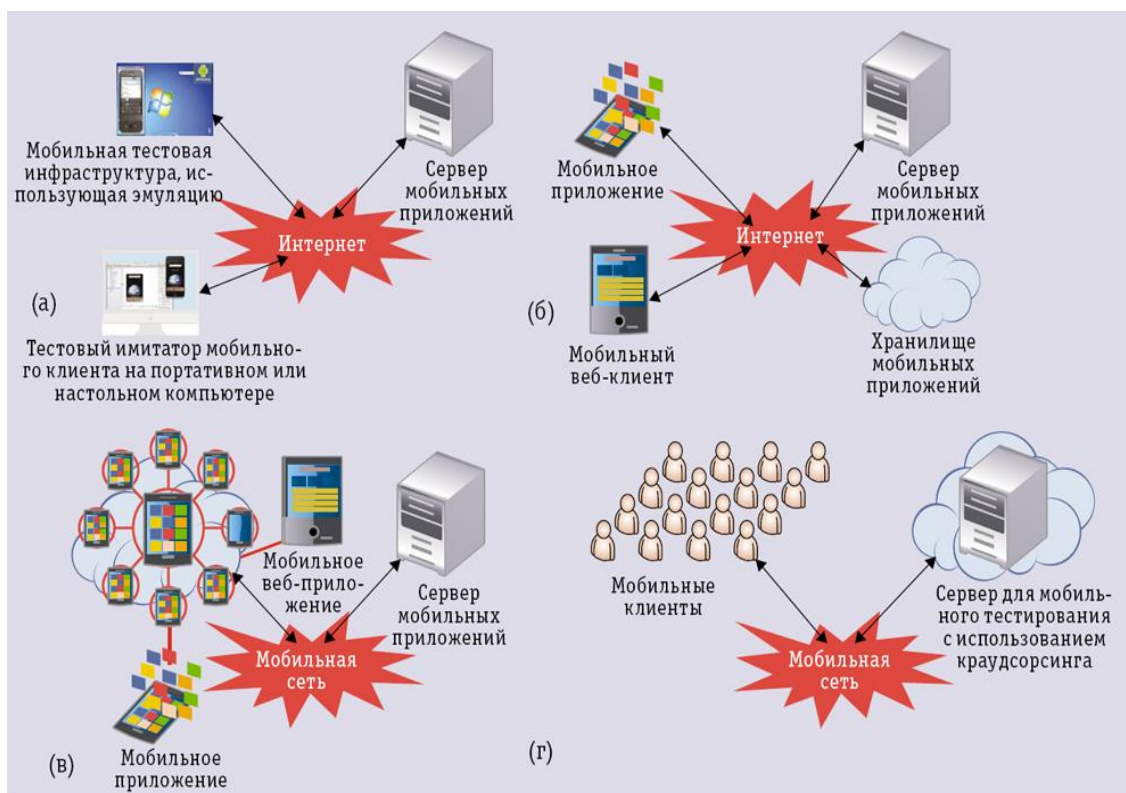 Мобильная тестовая
инфраструктура, ис-
пользующая эмуляцию
Сервер
мобильных
приложений
Интернет
(а)
Тестовый имитатор мобильно-
го клиента на портативном или
настольном компьютере
Мобильное
приложение
Сервер
мобильных
приложений
Интернет
(б)
Мобильный
веб-клиент
Хранилище
мобильных
приложений
Мобильное
веб-прило-
жение
Сервер
мобильных
приложений
Мобильная
сеть
(в)
Мобильное
приложение
Мобильные
клиенты
Сервер для мобиль-
ного тестирования
с использованием
краудсорсинга
Мобильная
сеть
(г)